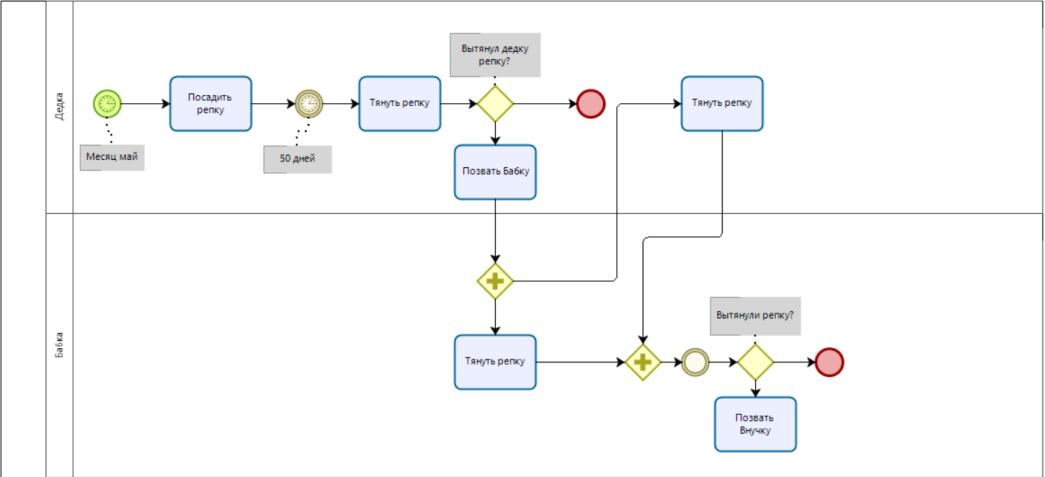 Дедка
Месяц май
Посадить
репку
50 дней
Тянуть репку
Вытянул дедку
репку?
Позвать Бабку
Тянуть репку
Бабка
Тянуть репку
Вытянули репку?
Позвать
Внучку